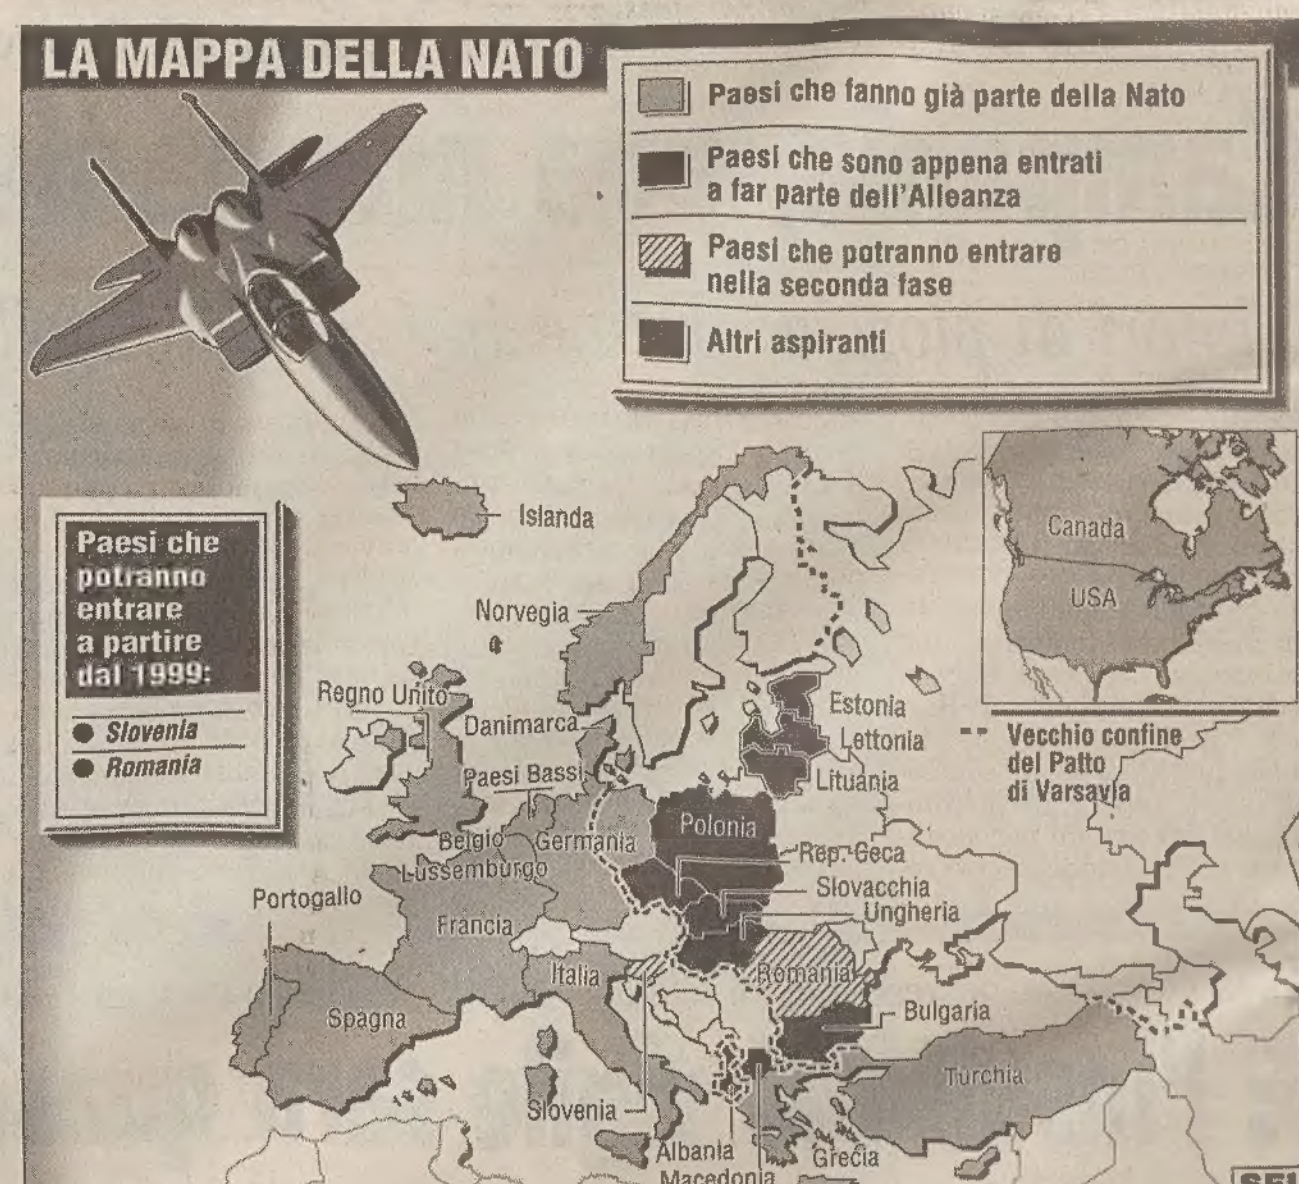 LA MAPPA DELLA NATO
Paesi che fanno già parte della Nato
Paesi che sono appena entrati
a far parte dell'Alleanza
Paesi che potranno entrare
nella seconda fase
Altri aspiranti
Paesi che
potranno
entrare
a partire
dal 1999:
Slovenia
Romania
Islanda
Norvegia
Regno Unito
Danimarca
Paesi Bassi
Belgio
Germania
Lussemburgo
Portogallo
Francia
Spagna
Italia
Slovenia
Estonia
Lettonia
Lituania
Polonia
Rep. Ceca
Slovacchia
Ungheria
Romania
Bulgaria
Turchia
Albania
Grecia
Macedonia
Canada
USA
Vecchio confine
del Patto
di Varsavia